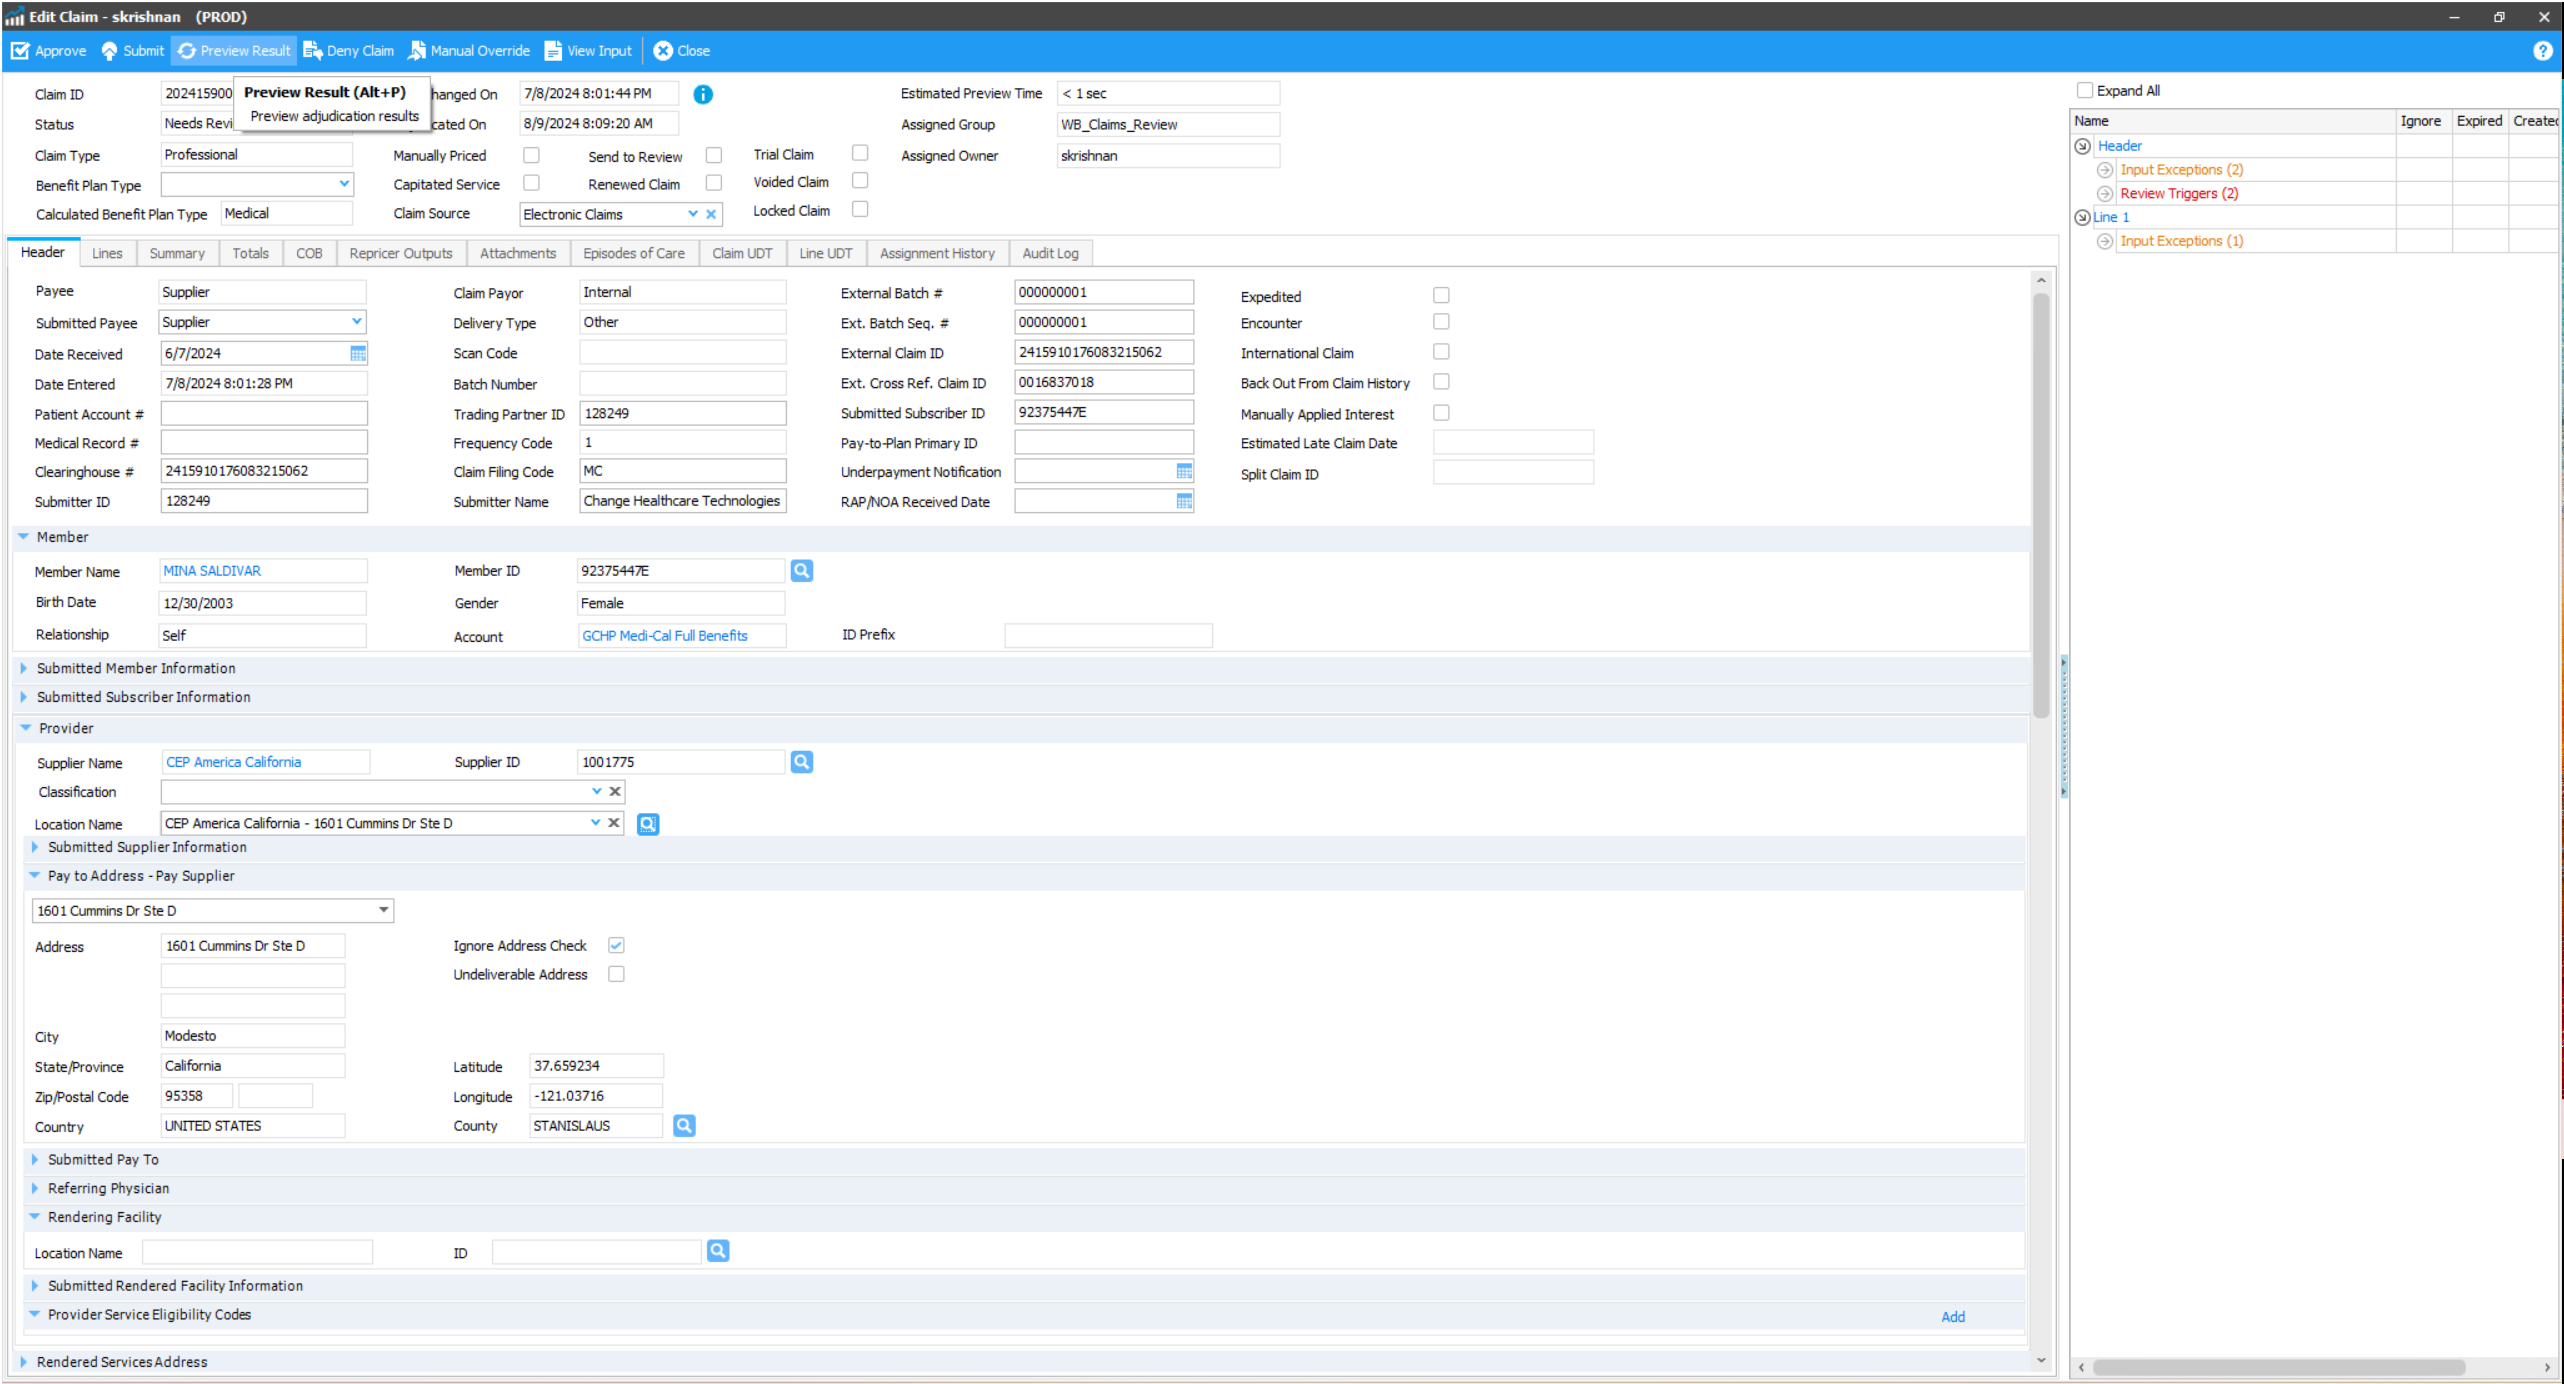 Edit Claim - skrishnan (PROD)
Approve Submit Preview Result Deny Claim Manual Override View Input Close
Preview Result (Alt+P)
Preview adjudication results
Claim ID 202415900 hanged On 7/8/2024 8:01:44 PM Estimated Preview Time < 1 sec
Status Needs Revi cated On 8/9/2024 8:09:20 AM Assigned Group WB_Claims_Review
Claim Type Professional Manually Priced Send to Review Trial Claim Assigned Owner skrishnan
Benefit Plan Type Capitated Service Renewed Claim Voided Claim
Calculated Benefit Plan Type Medical Claim Source Electronic Claims Locked Claim
Header Lines Summary Totals COB Repricer Outputs Attachments Episodes of Care Claim UDT Line UDT Assignment History Audit Log
Payee Supplier Claim Payor Internal External Batch # 000000001 Expedited
Submitted Payee Supplier Delivery Type Other Ext. Batch Seq. # 000000001 Encounter
Date Received 6/7/2024 Scan Code External Claim ID 2415910176083215062 International Claim
Date Entered 7/8/2024 8:01:28 PM Batch Number Ext. Cross Ref. Claim ID 0016837018 Back Out From Claim History
Patient Account # Trading Partner ID 128249 Submitted Subscriber ID 92375447E Manually Applied Interest
Medical Record # Frequency Code 1 Pay-to-Plan Primary ID Estimated Late Claim Date
Clearinghouse # 2415910176083215062 Claim Filing Code MC Underpayment Notification Split Claim ID
Submitter ID 128249 Submitter Name Change Healthcare Technologies RAP/NOA Received Date
Member
Member Name MINA SALDIVAR Member ID 92375447E
Birth Date 12/30/2003 Gender Female
Relationship Self Account GCHP Medi-Cal Full Benefits ID Prefix
Submitted Member Information
Submitted Subscriber Information
Provider
Supplier Name CEP America California Supplier ID 1001775
Classification
Location Name CEP America California - 1601 Cummins Dr Ste D
Submitted Supplier Information
Pay to Address - Pay Supplier
1601 Cummins Dr Ste D
Address 1601 Cummins Dr Ste D Ignore Address Check
Undeliverable Address
City Modesto
State/Province California Latitude 37.659234
Zip/Postal Code 95358 Longitude -121.03716
Country UNITED STATES County STANISLAUS
Submitted Pay To
Referring Physician
Rendering Facility
Location Name ID
Submitted Rendered Facility Information
Provider Service Eligibility Codes Add
Rendered Services Address
Expand All
Name Ignore Expired Created
Header
Input Exceptions (2)
Review Triggers (2)
Line 1
Input Exceptions (1)